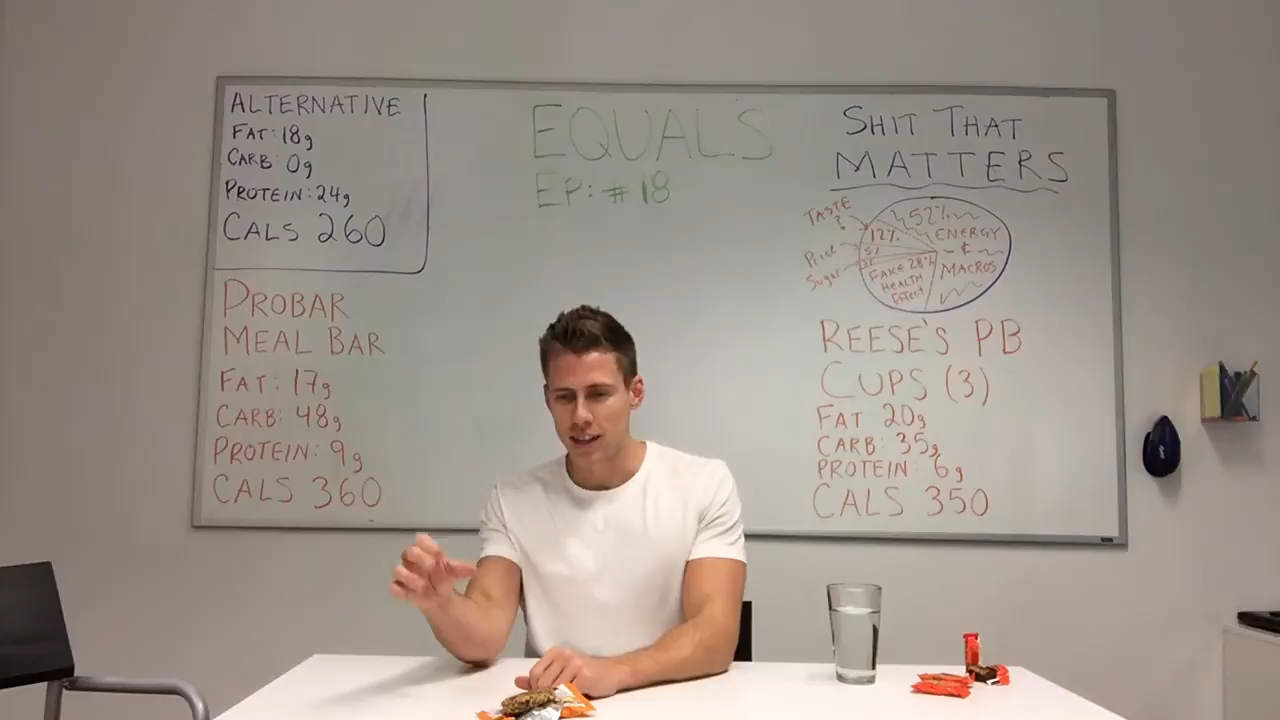 ALTERNATIVE
FAT: 18g
CARB: 0g
PROTEIN: 24g
CALS 260
PROBAR
MEAL BAR
FAT: 17g
CARB: 48g
PROTEIN: 9g
CALS 360
EQUAL'S
EP: #18
SHIT THAT
MATTERS
TASTE
?
Price
Sugar
52%
ENERGY
&
MACROS
12%
5%
FAKE 28%
HEALTH
Effect
REESE'S PB
CUPS (3)
FAT 20g
CARB: 35g
PROTEIN: 6g
CALS 350